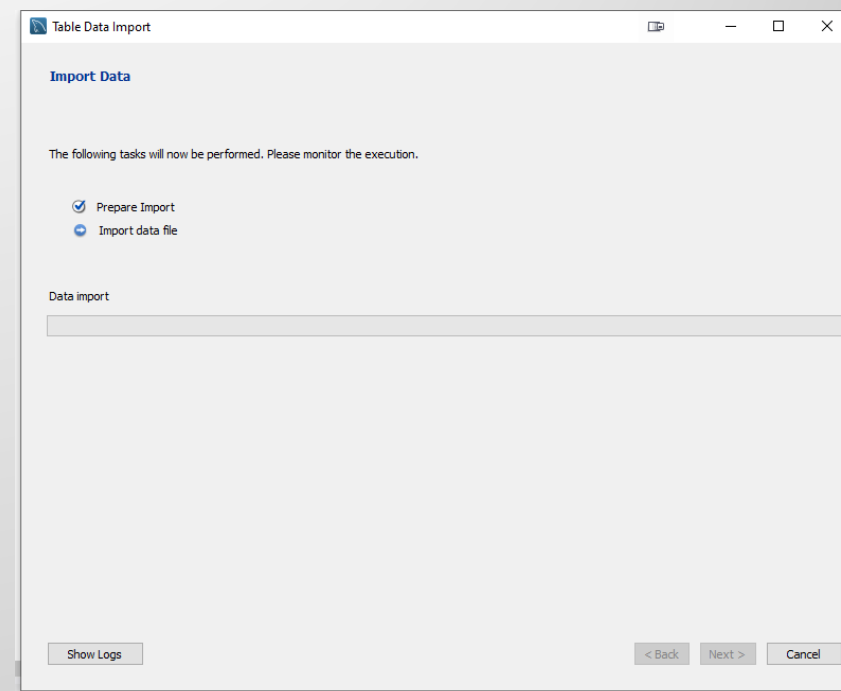 Table Data Import
Import Data
The following tasks will now be performed. Please monitor the execution.
Prepare Import
Import data file
Data import
Show Logs
< Back
Next >
Cancel